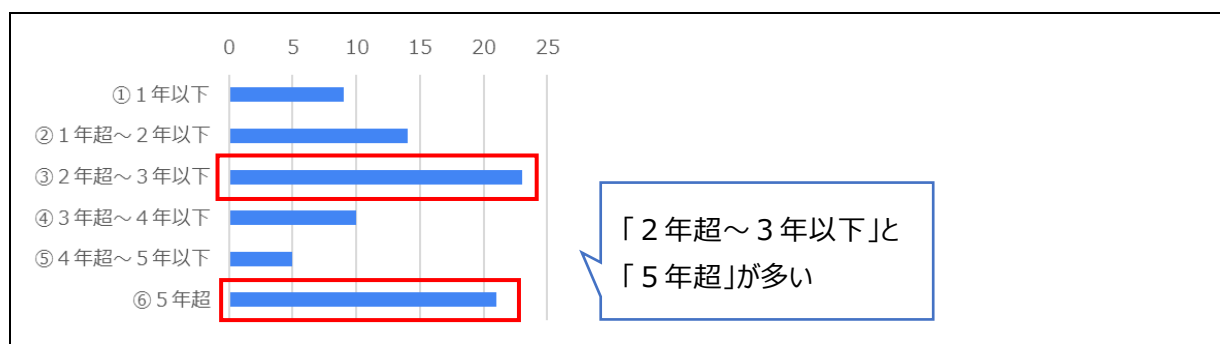 0 5 10 15 20 25
①1年以下
②1年超～2年以下
③2年超～3年以下
④3年超～4年以下
⑤4年超～5年以下
⑥5年超
「2年超～3年以下」と
「5年超」が多い